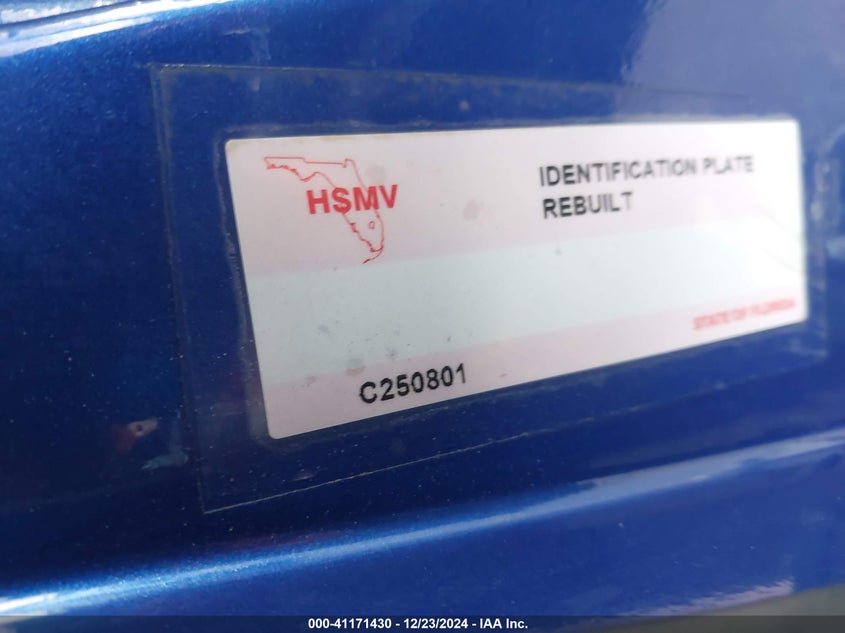 HSMV
IDENTIFICATION PLATE
REBUILT
STATE OF FLORIDA
C250801
000-41171430 - 12/23/2024 - IAA Inc.